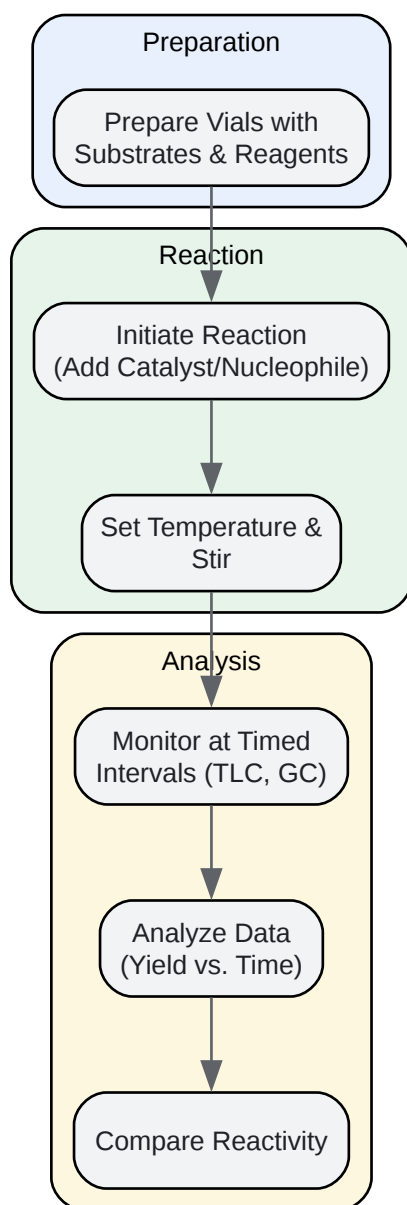 Preparation
Prepare Vials with
Substrates & Reagents
Reaction
Initiate Reaction
(Add Catalyst/Nucleophile)
Set Temperature &
Stir
Analysis
Monitor at Timed
Intervals (TLC, GC)
Analyze Data
(Yield vs. Time)
Compare Reactivity